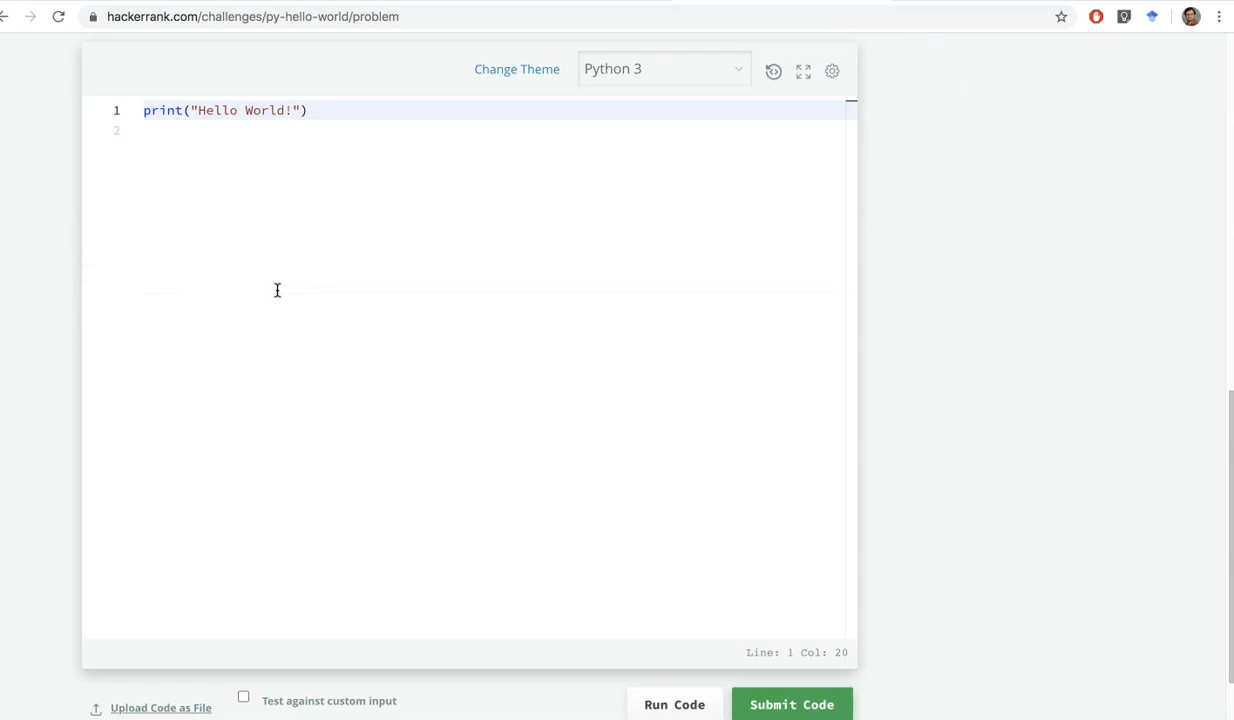 hackerrank.com/challenges/py-hello-world/problem
Change Theme Python 3
1 print("Hello World!")
2
Line: 1 Col: 20
Upload Code as File Test against custom input Run Code Submit Code